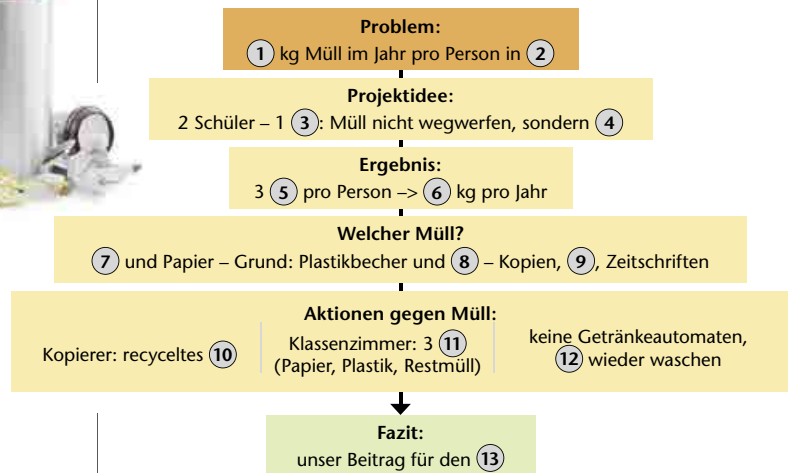 Problem:
1 kg Müll im Jahr pro Person in 2
Projektidee:
2 Schüler – 1 3: Müll nicht wegwerfen, sondern 4
Ergebnis:
3 5 pro Person –> 6 kg pro Jahr
Welcher Müll?
7 und Papier – Grund: Plastikbecher und 8 – Kopien, 9, Zeitschriften
Aktionen gegen Müll:
Kopierer: recyceltes 10
Klassenzimmer: 3 11
(Papier, Plastik, Restmüll)
keine Getränkeautomaten,
12 wieder waschen
Fazit:
unser Beitrag für den 13